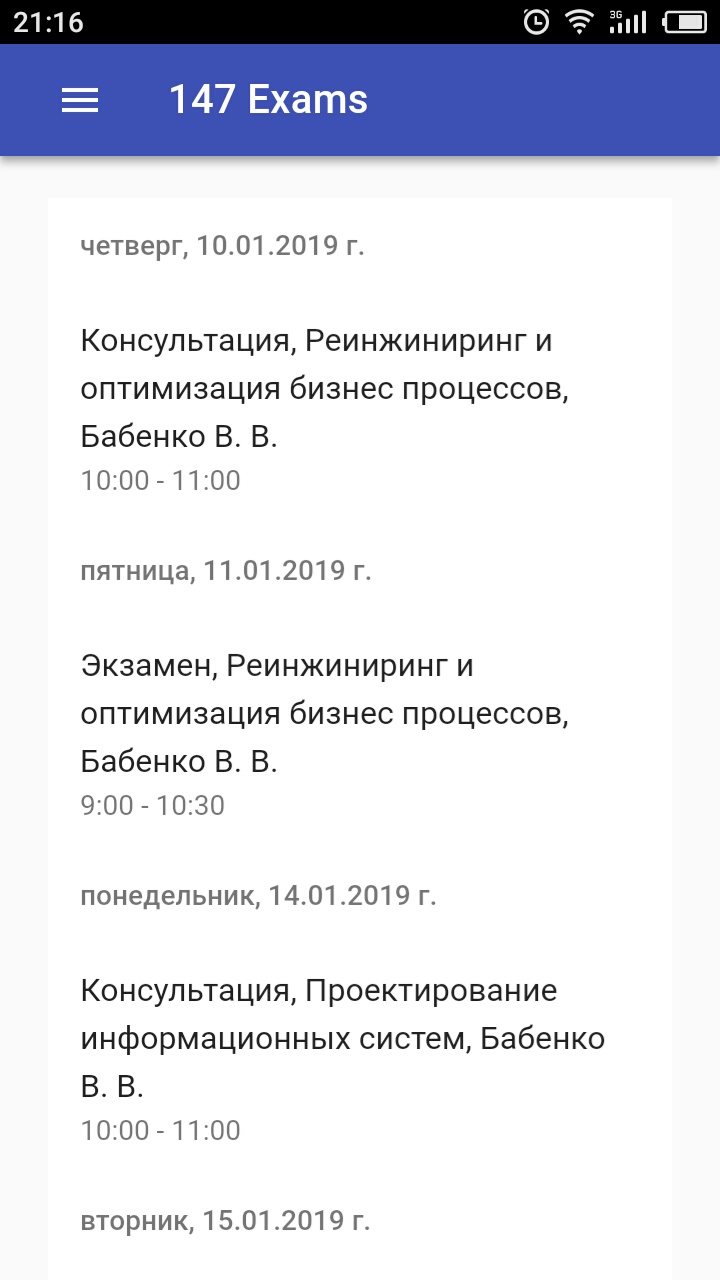 21:16
3G
147 Exams
четверг, 10.01.2019 г.
Консультация, Реинжиниринг и
оптимизация бизнес процессов,
Бабенко В. В.
10:00 - 11:00
пятница, 11.01.2019 г.
Экзамен, Реинжиниринг и
оптимизация бизнес процессов,
Бабенко В. В.
9:00 - 10:30
понедельник, 14.01.2019 г.
Консультация, Проектирование
информационных систем, Бабенко
В. В.
10:00 - 11:00
вторник, 15.01.2019 г.